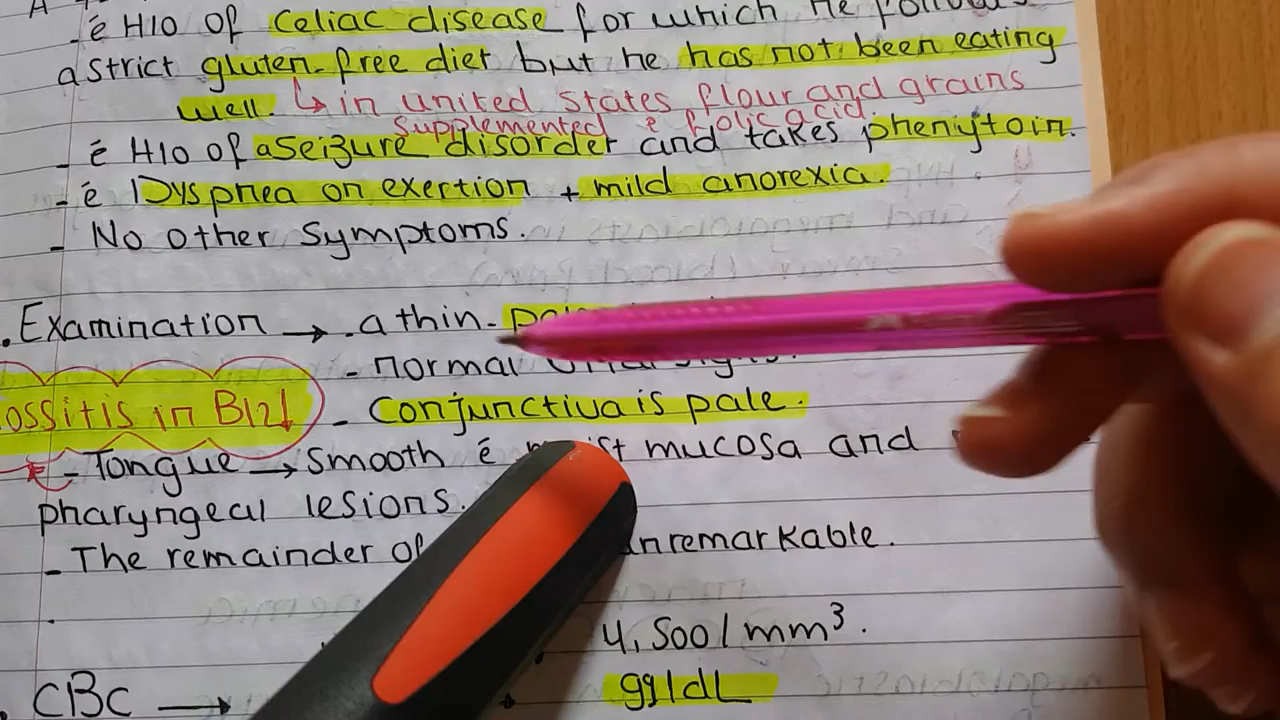 - ē H/O of celiac disease for which He follows
a strict gluten-free diet but he has not been eating
well. ↳ in united states flour and grains
supplemented ē folic acid.
- ē H/O of a seizure disorder and takes phenytoin.
- ē Dyspnea on exertion + mild anorexia.
- No other symptoms.
. Examination → . a thin-
- normal
ossitis in B12↓ - Conjunctiva is pale.
- Tongue → smooth ē mucosa and
pharyngeal lesions.
- The remainder of unremarkable.
4,500/mm³.
. CBC → 9g/dL